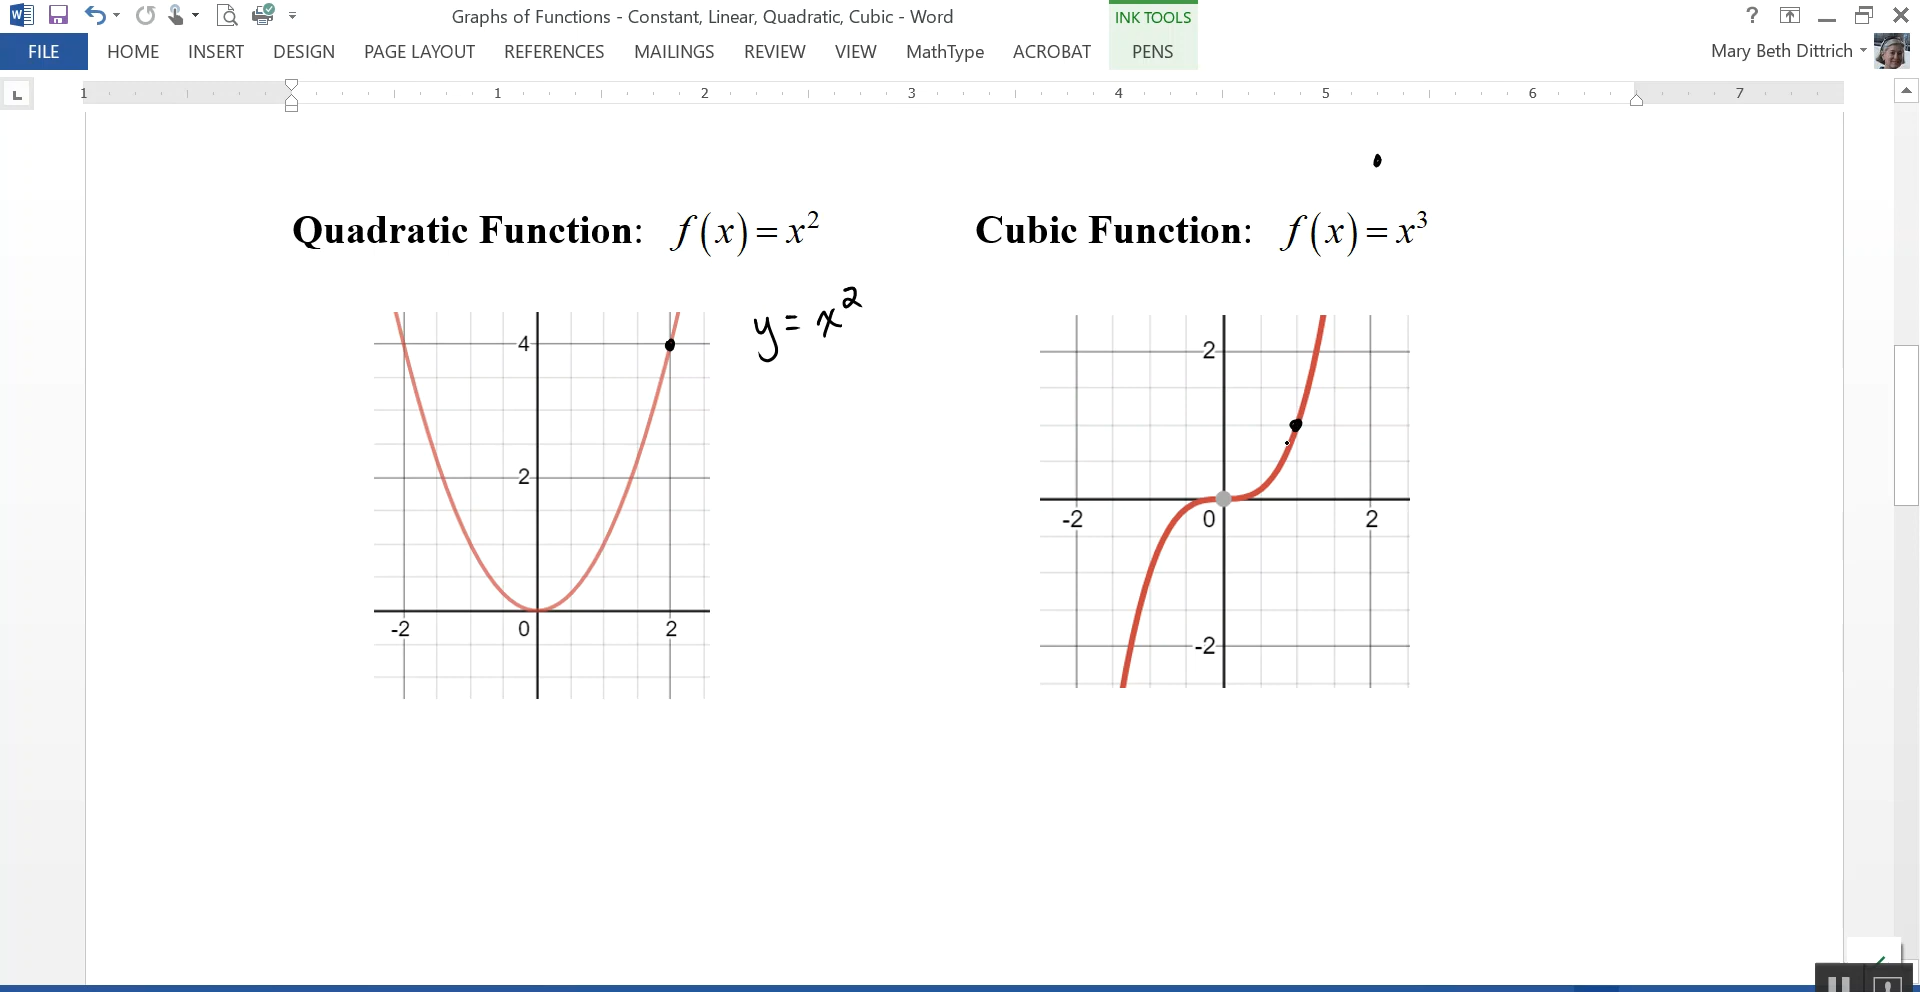 Graphs of Functions - Constant, Linear, Quadratic, Cubic - Word
INK TOOLS
?
FILE HOME INSERT DESIGN PAGE LAYOUT REFERENCES MAILINGS REVIEW VIEW MathType ACROBAT PENS
Mary Beth Dittrich
1 1 2 3 4 5 6 7
Quadratic Function: f(x) = x²
Cubic Function: f(x) = x³
y = x²
4
2
-2 0 2
2
-2 0 2
-2